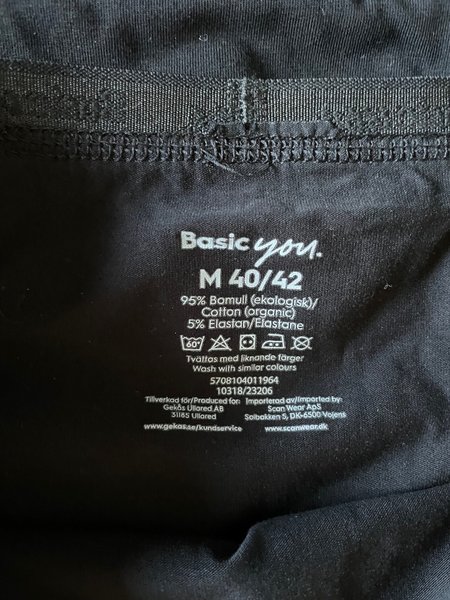 Basic you.
M 40/42
95% Bomull (ekologisk)/
Cotton (organic)
5% Elastan/Elastane
60°
Tvättas med liknande färger
Wash with similar colours
5708104011964
10318/23206
Tillverkad för/Produced for:
Gekås Ullared AB
31185 Ullared
www.gekas.se/kundservice
Importerad av/Imported by:
Scan Wear ApS
Solbakken 5, DK-6500 Vojens
www.scanwear.dk